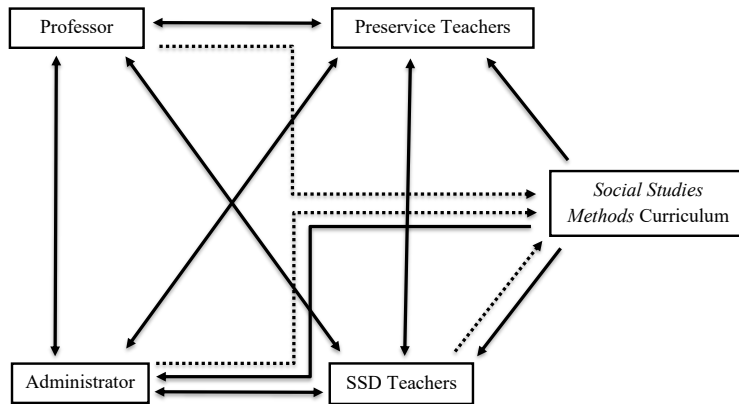 Professor
Preservice Teachers
Social Studies
Methods Curriculum
Administrator
SSD Teachers